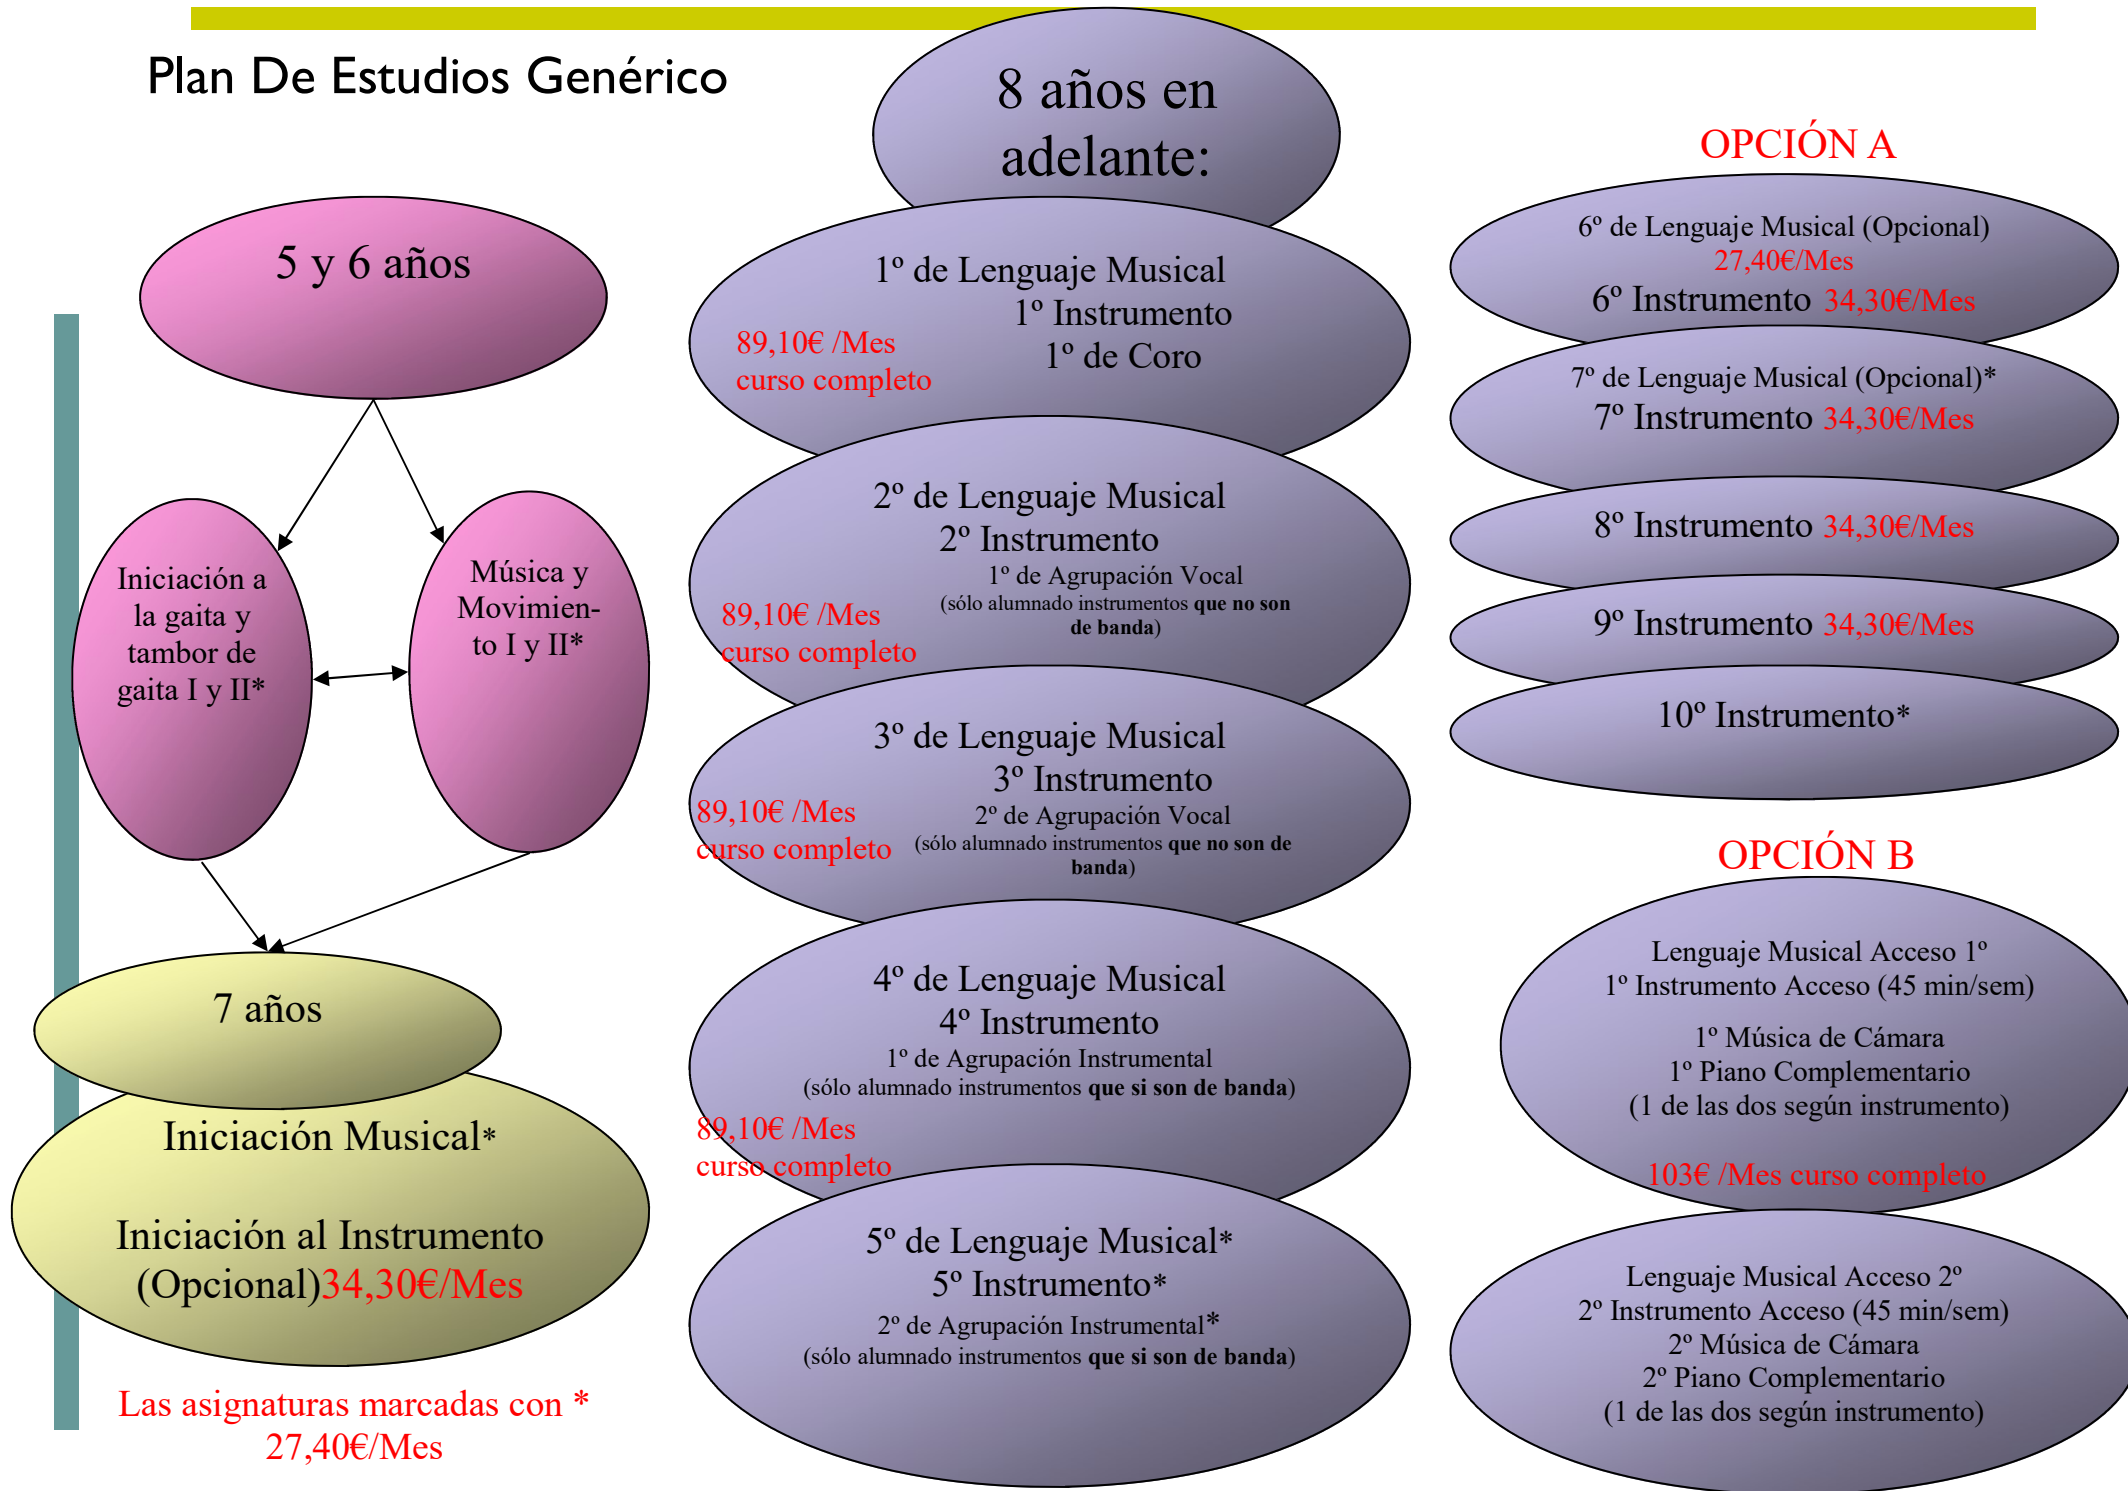 Plan De Estudios Genérico
5 y 6 años
Iniciación a
la gaita y
tambor de
gaita I y II*
Música y
Movimien-
to I y II*
7 años
Iniciación Musical*
Iniciación al Instrumento
(Opcional)34,30€/Mes
Las asignaturas marcadas con *
27,40€/Mes
8 años en
adelante:
1º de Lenguaje Musical
1º Instrumento
1º de Coro
89,10€ /Mes
curso completo
2º de Lenguaje Musical
2º Instrumento
1º de Agrupación Vocal
(sólo alumnado instrumentos que no son
de banda)
89,10€ /Mes
curso completo
3º de Lenguaje Musical
3º Instrumento
2º de Agrupación Vocal
(sólo alumnado instrumentos que no son de
banda)
89,10€ /Mes
curso completo
4º de Lenguaje Musical
4º Instrumento
1º de Agrupación Instrumental
(sólo alumnado instrumentos que si son de banda)
89,10€ /Mes
curso completo
5º de Lenguaje Musical*
5º Instrumento*
2º de Agrupación Instrumental*
(sólo alumnado instrumentos que si son de banda)
OPCIÓN A
6º de Lenguaje Musical (Opcional)
27,40€/Mes
6º Instrumento 34,30€/Mes
7º de Lenguaje Musical (Opcional)*
7º Instrumento 34,30€/Mes
8º Instrumento 34,30€/Mes
9º Instrumento 34,30€/Mes
10º Instrumento*
OPCIÓN B
Lenguaje Musical Acceso 1º
1º Instrumento Acceso (45 min/sem)
1º Música de Cámara
1º Piano Complementario
(1 de las dos según instrumento)
103€ /Mes curso completo
Lenguaje Musical Acceso 2º
2º Instrumento Acceso (45 min/sem)
2º Música de Cámara
2º Piano Complementario
(1 de las dos según instrumento)